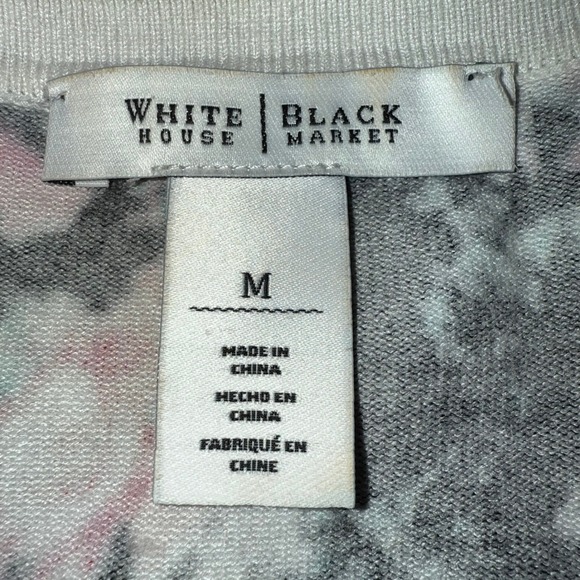 WHITE | BLACK
HOUSE | MARKET
M
MADE IN
CHINA
HECHO EN
CHINA
FABRIQUÉ EN
CHINE